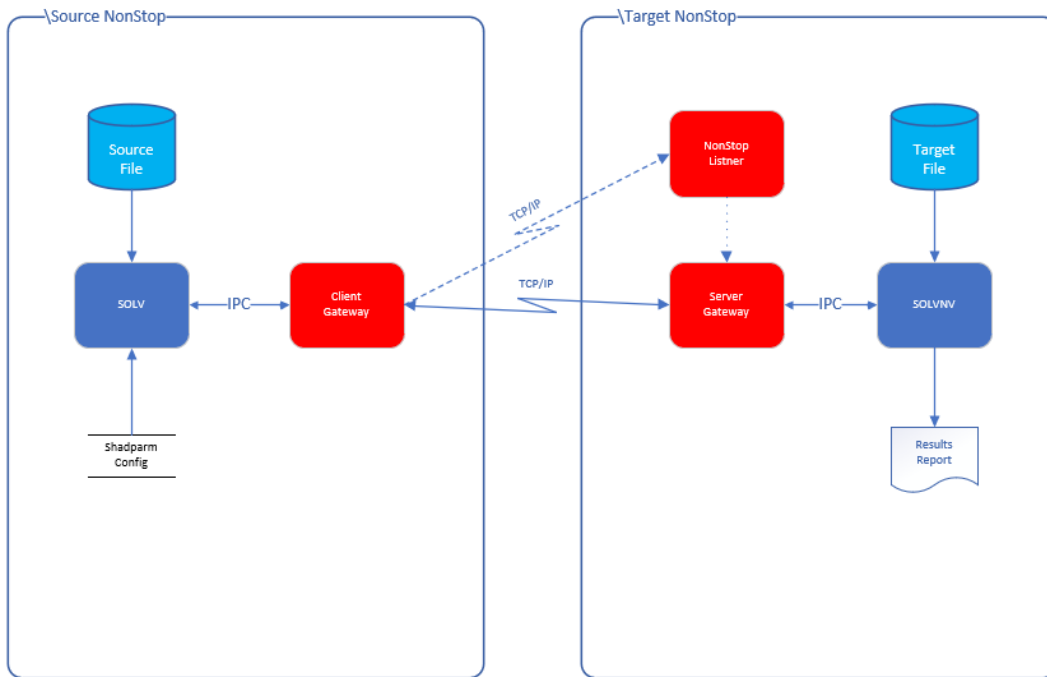 \Source NonStop
\Target NonStop
Source
File
NonStop
Listner
Target
File
TCP/IP
SOLV
IPC
Client
Gateway
TCP/IP
Server
Gateway
IPC
SOLVNV
Shadparm
Config
Results
Report